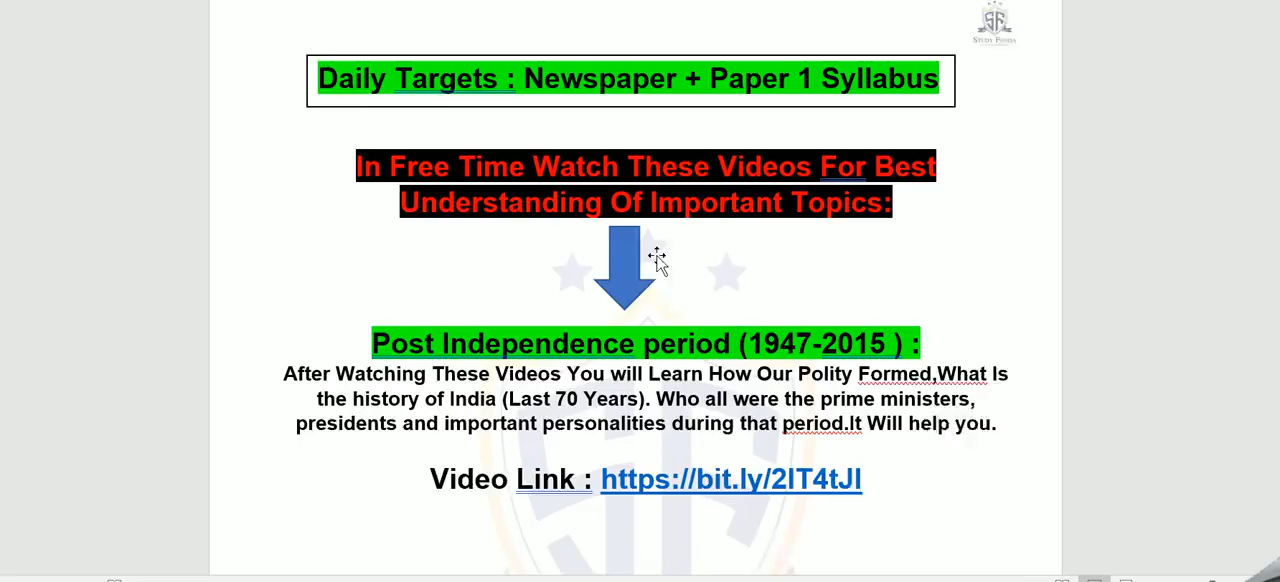 STUDY FONDA
Daily Targets : Newspaper + Paper 1 Syllabus
In Free Time Watch These Videos For Best
Understanding Of Important Topics:
Post Independence period (1947-2015 ) :
After Watching These Videos You will Learn How Our Polity Formed,What Is
the history of India (Last 70 Years). Who all were the prime ministers,
presidents and important personalities during that period.It Will help you.
Video Link : https://bit.ly/2IT4tJI